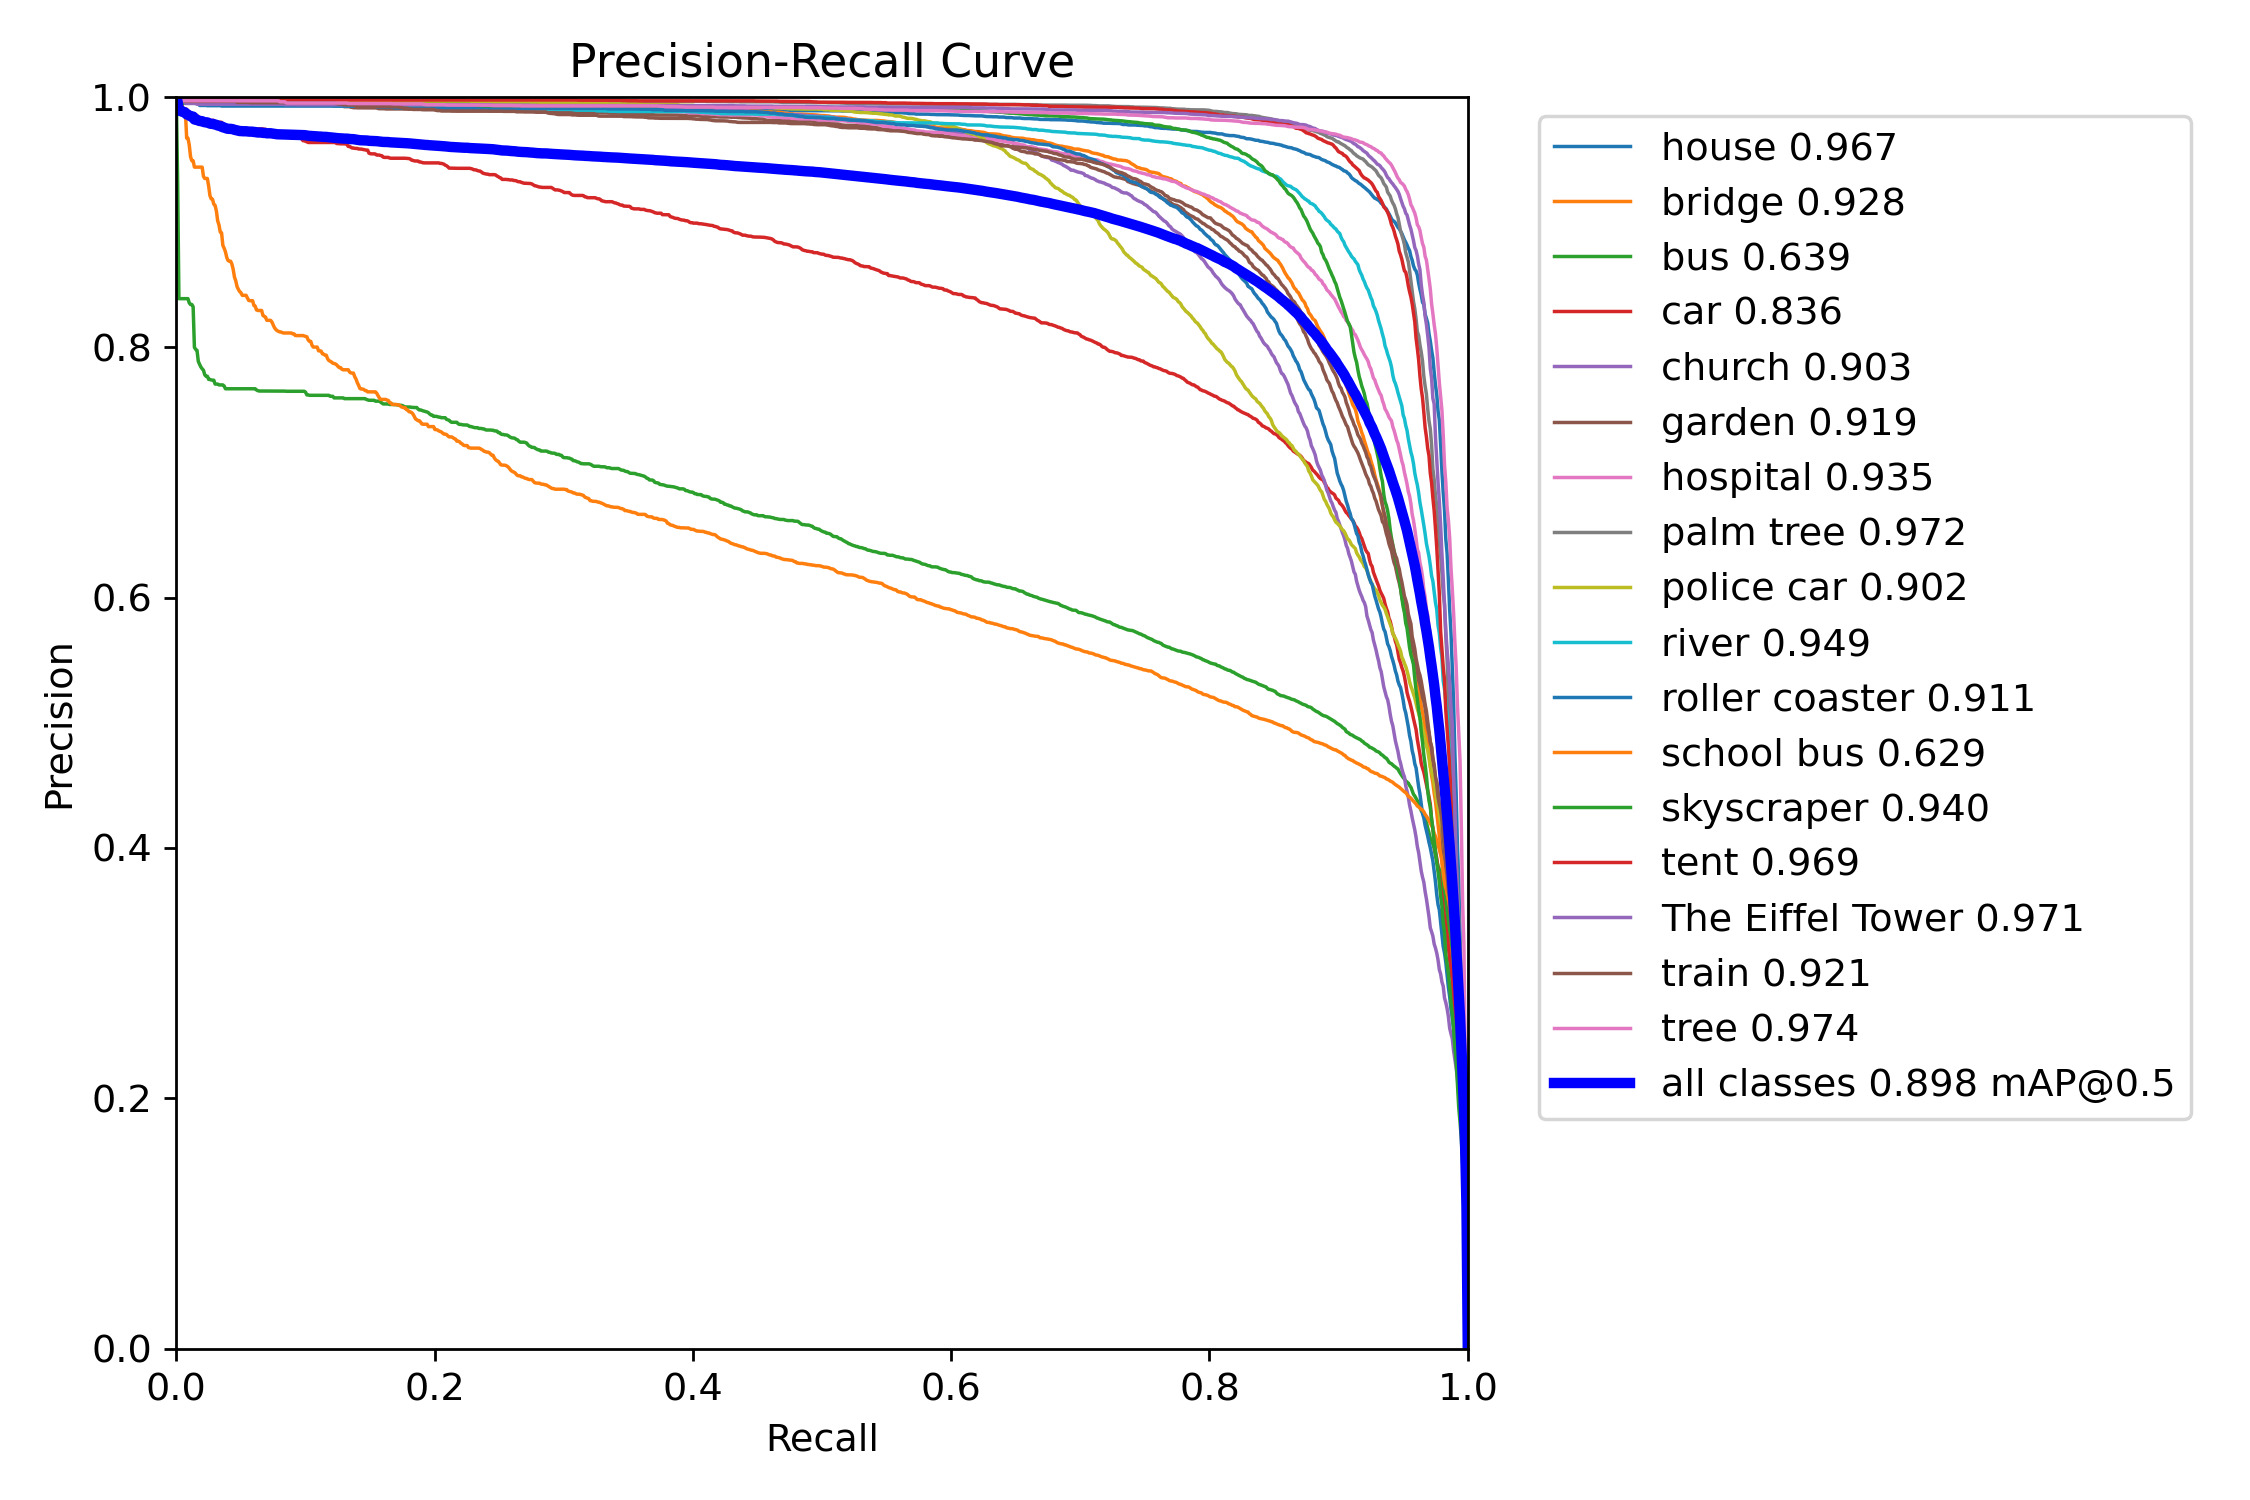 Precision-Recall Curve
1.0
0.8
0.6
0.4
0.2
0.0
Precision
0.0 0.2 0.4 0.6 0.8 1.0
Recall
house 0.967
bridge 0.928
bus 0.639
car 0.836
church 0.903
garden 0.919
hospital 0.935
palm tree 0.972
police car 0.902
river 0.949
roller coaster 0.911
school bus 0.629
skyscraper 0.940
tent 0.969
The Eiffel Tower 0.971
train 0.921
tree 0.974
all classes 0.898 mAP@0.5